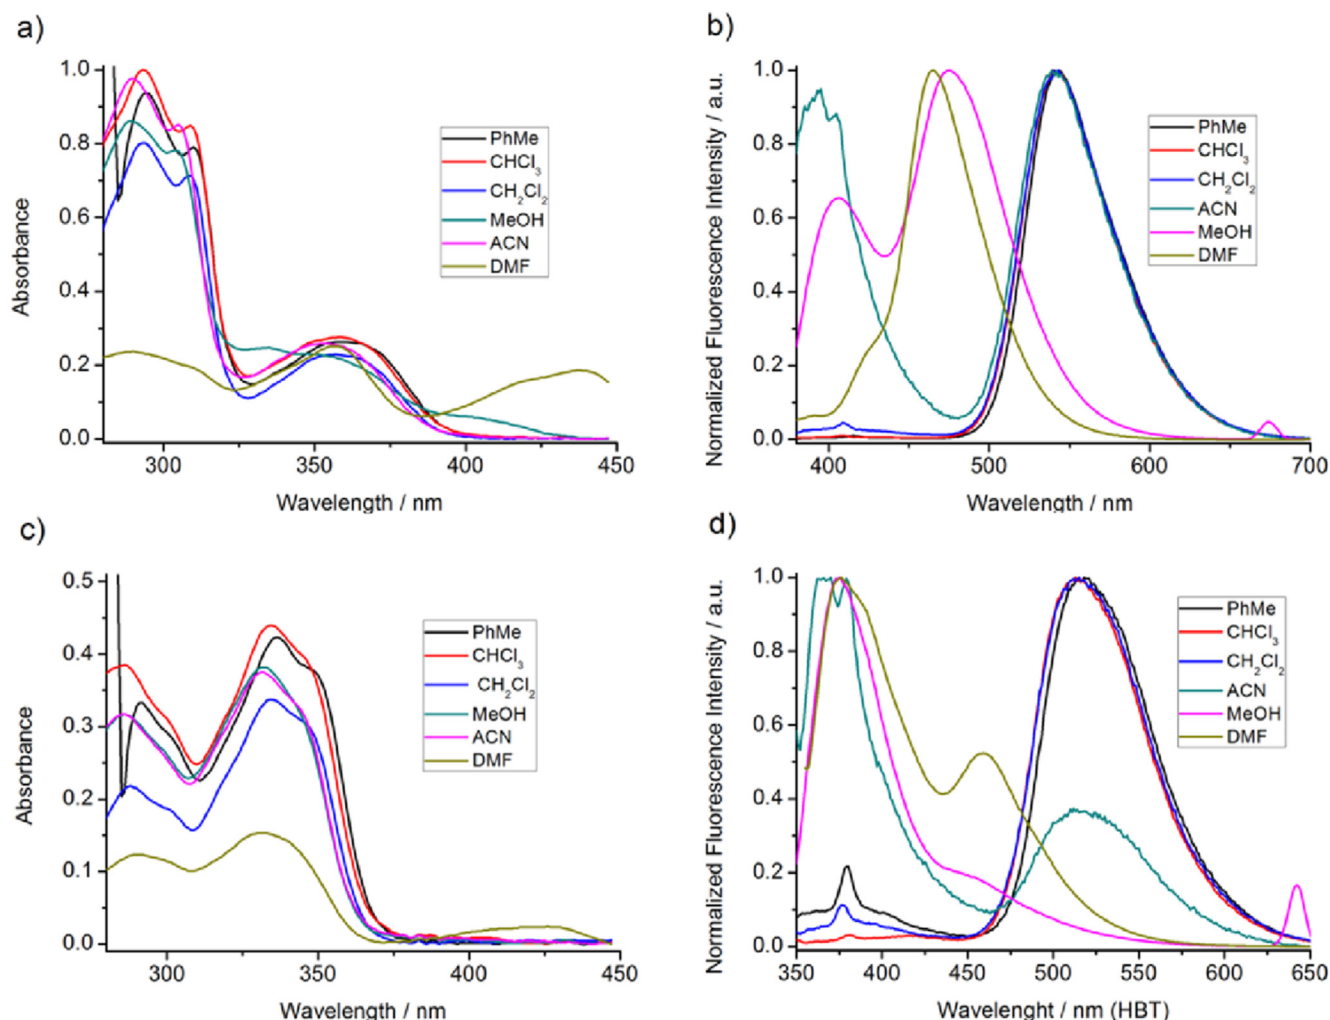 a)
1.0
0.8
0.6
0.4
0.2
0.0
Absorbance
PhMe
CHCl3
CH2Cl2
MeOH
ACN
DMF
300 350 400 450
Wavelength / nm
b)
1.0
0.8
0.6
0.4
0.2
0.0
Normalized Fluorescence Intensity / a.u.
PhMe
CHCl3
CH2Cl2
ACN
MeOH
DMF
400 500 600 700
Wavelength / nm
c)
0.5
0.4
0.3
0.2
0.1
0.0
Absorbance
PhMe
CHCl3
CH2Cl2
MeOH
ACN
DMF
300 350 400 450
Wavelength / nm
d)
1.0
0.8
0.6
0.4
0.2
0.0
Normalized Fluorescence Intensity / a.u.
PhMe
CHCl3
CH2Cl2
ACN
MeOH
DMF
350 400 450 500 550 600 650
Wavelenght / nm (HBT)